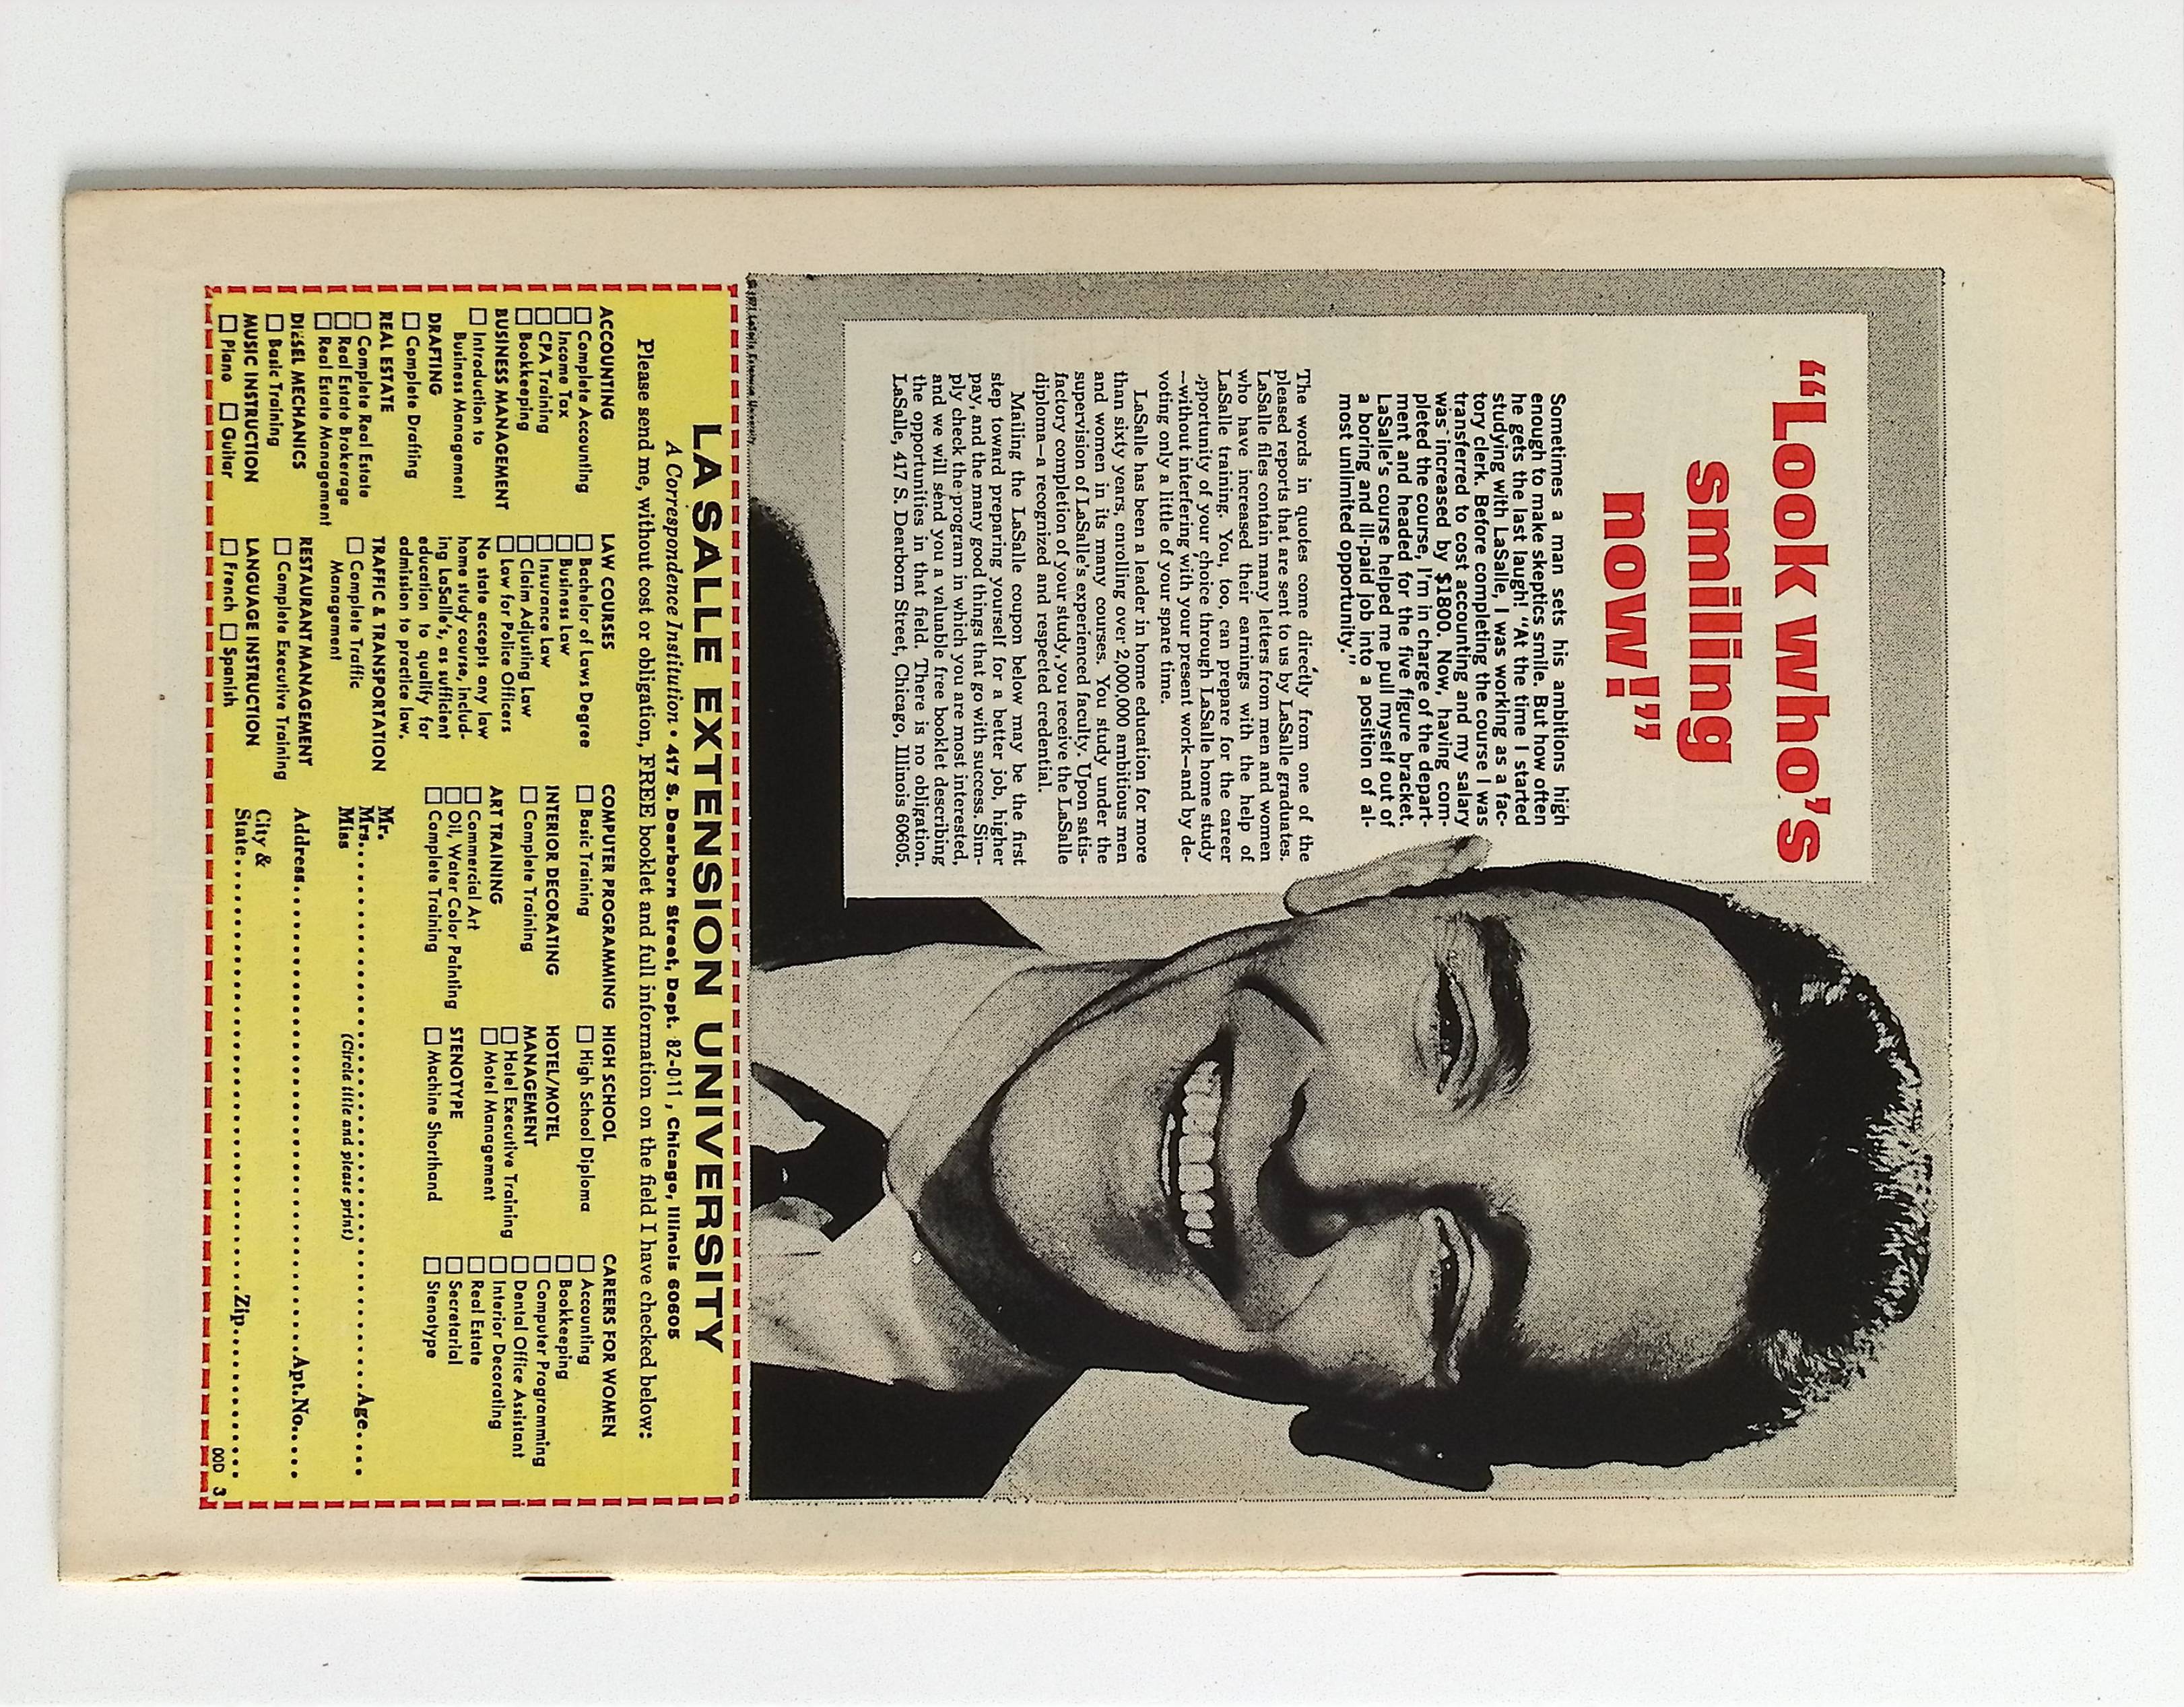 “Look who’s
smiling
now!”
Sometimes a man sets his ambitions high
enough to make skeptics smile. But how often
he gets the last laugh! “At the time I started
studying with LaSalle, I was working as a fac-
tory clerk. Before completing the course I was
transferred to cost accounting and my salary
was increased by $1800. Now, having com-
pleted the course, I’m in charge of the depart-
ment and headed for the five figure bracket.
LaSalle’s course helped me pull myself out of
a boring and ill-paid job into a position of al-
most unlimited opportunity.”
The words in quotes come directly from one of the
pleased reports that are sent to us by LaSalle graduates.
LaSalle files contain many letters from men and women
who have increased their earnings with the help of
LaSalle training. You, too, can prepare for the career
opportunity of your choice through LaSalle home study
—without interfering with your present work—and by de-
voting only a little of your spare time.
LaSalle has been a leader in home education for more
than sixty years, enrolling over 2,000,000 ambitious men
and women in its many courses. You study under the
supervision of LaSalle’s experienced faculty. Upon satis-
factory completion of your study, you receive the LaSalle
diploma—a recognized and respected credential.
Mailing the LaSalle coupon below may be the first
step toward preparing yourself for a better job, higher
pay, and the many good things that go with success. Sim-
ply check the program in which you are most interested,
and we will send you a valuable free booklet describing
the opportunities in that field. There is no obligation.
LaSalle, 417 S. Dearborn Street, Chicago, Illinois 60605.
© 1971 LaSalle Extension University
LA SALLE EXTENSION UNIVERSITY
A Correspondence Institution • 417 S. Dearborn Street, Dept. 82-011, Chicago, Illinois 60605
Please send me, without cost or obligation, FREE booklet and full information on the field I have checked below:
ACCOUNTING
☐ Complete Accounting
☐ Income Tax
☐ CPA Training
☐ Bookkeeping
BUSINESS MANAGEMENT
☐ Introduction to
Business Management
DRAFTING
☐ Complete Drafting
REAL ESTATE
☐ Complete Real Estate
☐ Real Estate Brokerage
☐ Real Estate Management
DIESEL MECHANICS
☐ Basic Training
MUSIC INSTRUCTION
☐ Piano ☐ Guitar
LAW COURSES
☐ Bachelor of Laws Degree
☐ Business Law
☐ Insurance Law
☐ Claim Adjusting Law
☐ Law for Police Officers
No state accepts any law
home study course, includ-
ing LaSalle’s, as sufficient
education to qualify for
admission to practice law.
TRAFFIC & TRANSPORTATION
☐ Complete Traffic
Management
RESTAURANT MANAGEMENT
☐ Complete Executive Training
LANGUAGE INSTRUCTION
☐ French ☐ Spanish
COMPUTER PROGRAMMING
☐ Basic Training
INTERIOR DECORATING
☐ Complete Training
ART TRAINING
☐ Commercial Art
☐ Oil, Water Color Painting
☐ Complete Training
HIGH SCHOOL
☐ High School Diploma
HOTEL/MOTEL
MANAGEMENT
☐ Hotel Executive Training
☐ Motel Management
STENOTYPE
☐ Machine Shorthand
CAREERS FOR WOMEN
☐ Accounting
☐ Bookkeeping
☐ Computer Programming
☐ Dental Office Assistant
☐ Interior Decorating
☐ Real Estate
☐ Secretarial
☐ Stenotype
Mr.
Mrs. Age
Miss (Circle title and please print)
Address Apt.No.
City &
State Zip
00D 3